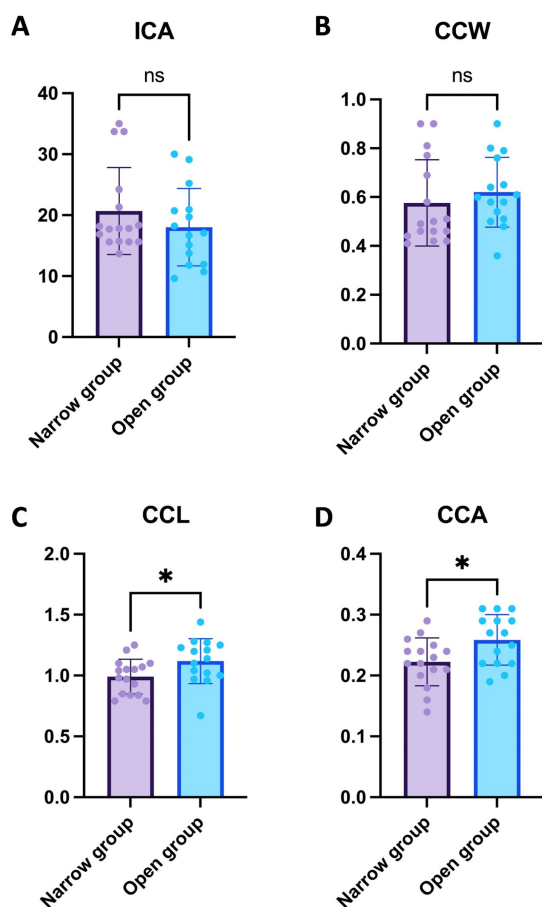 A
ICA
ns
40
30
20
10
0
Narrow group
Open group
B
CCW
ns
1.0
0.8
0.6
0.4
0.2
0.0
Narrow group
Open group
C
CCL
*
2.0
1.5
1.0
0.5
0.0
Narrow group
Open group
D
CCA
*
0.4
0.3
0.2
0.1
0.0
Narrow group
Open group